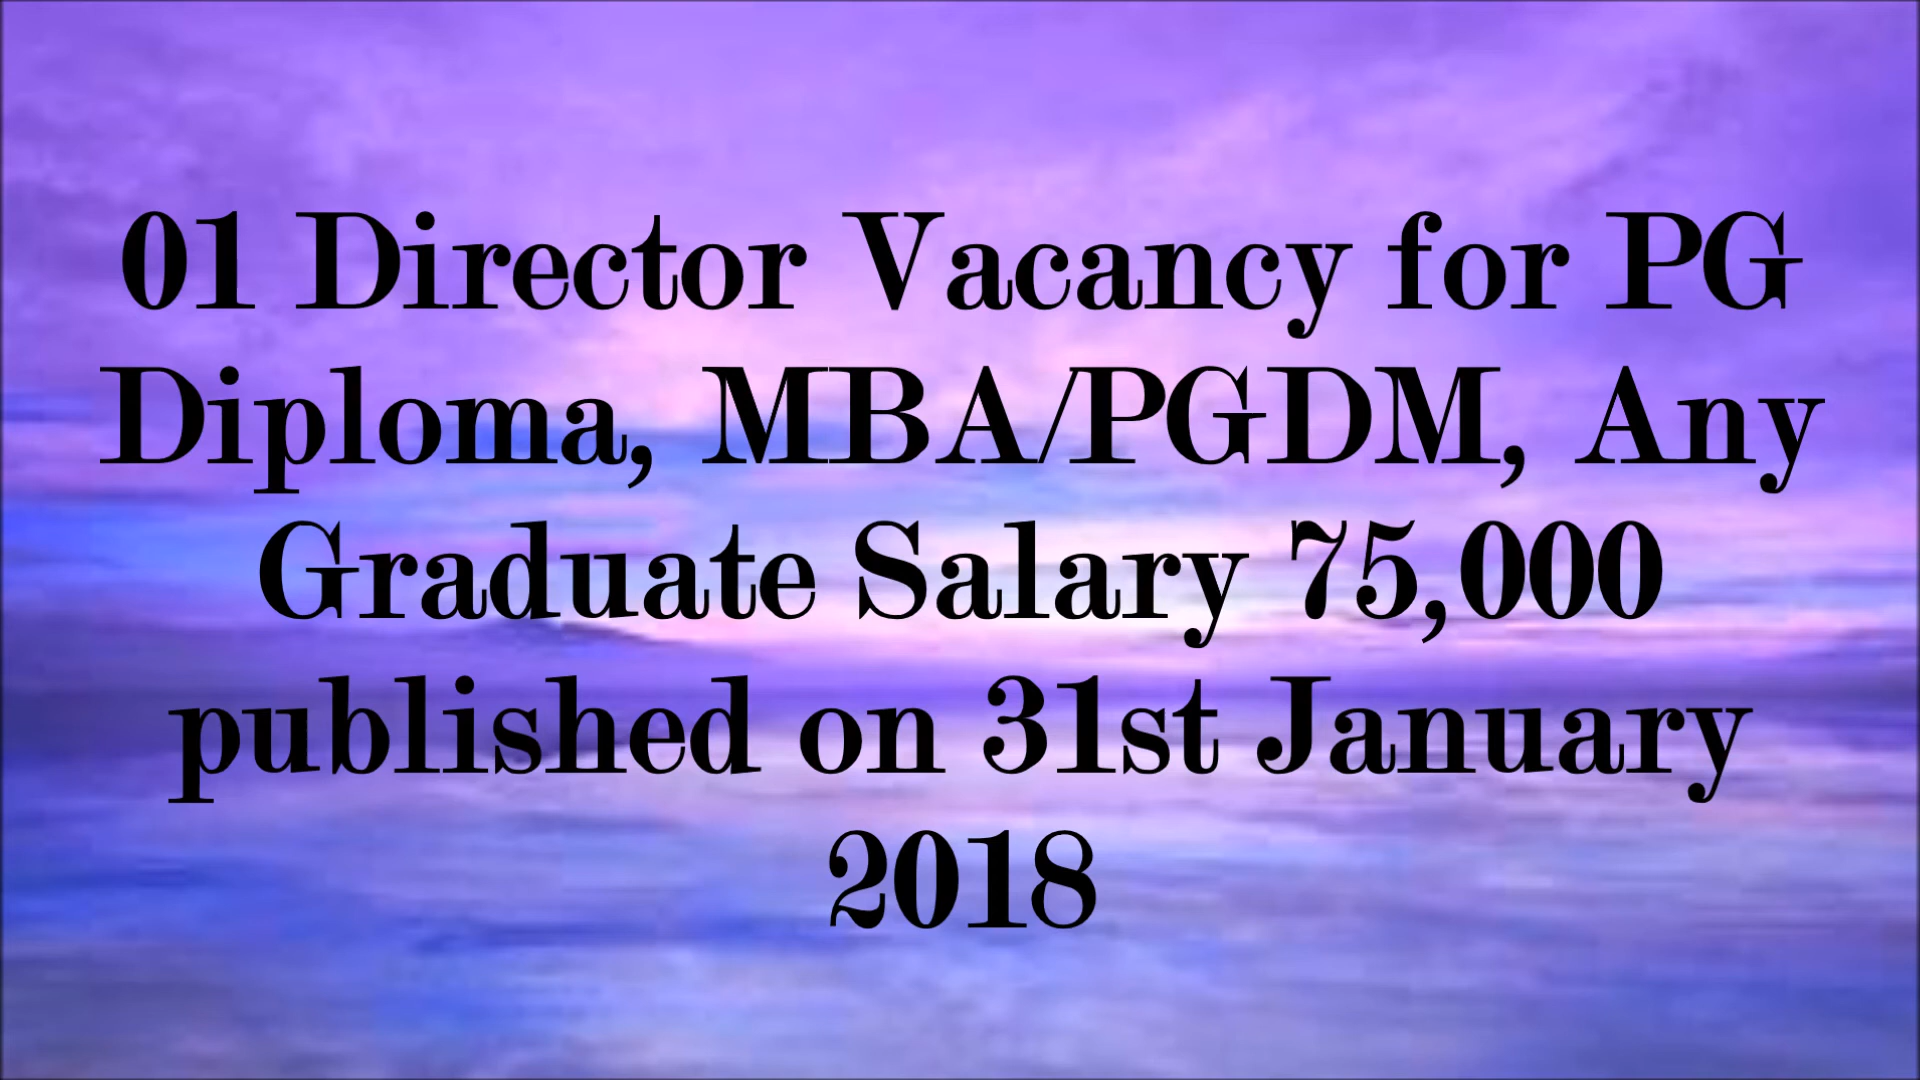 01 Director Vacancy for PG
Diploma, MBA/PGDM, Any
Graduate Salary 75,000
published on 31st January
2018